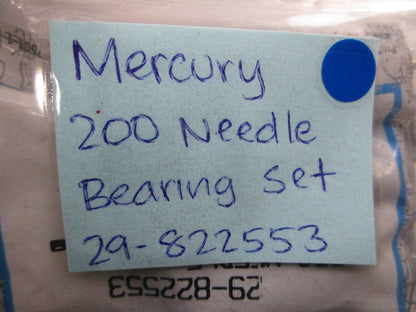 Mercury
200 Needle
Bearing Set
29-822553
29-822553